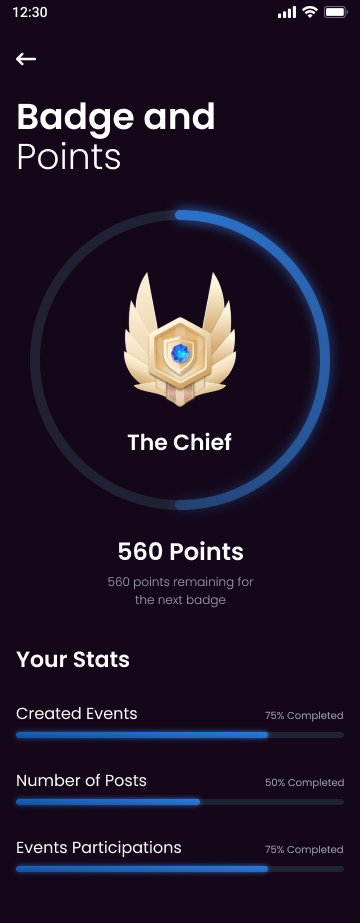 12:30
Badge and
Points
The Chief
560 Points
560 points remaining for
the next badge
Your Stats
Created Events
75% Completed
Number of Posts
50% Completed
Events Participations
75% Completed